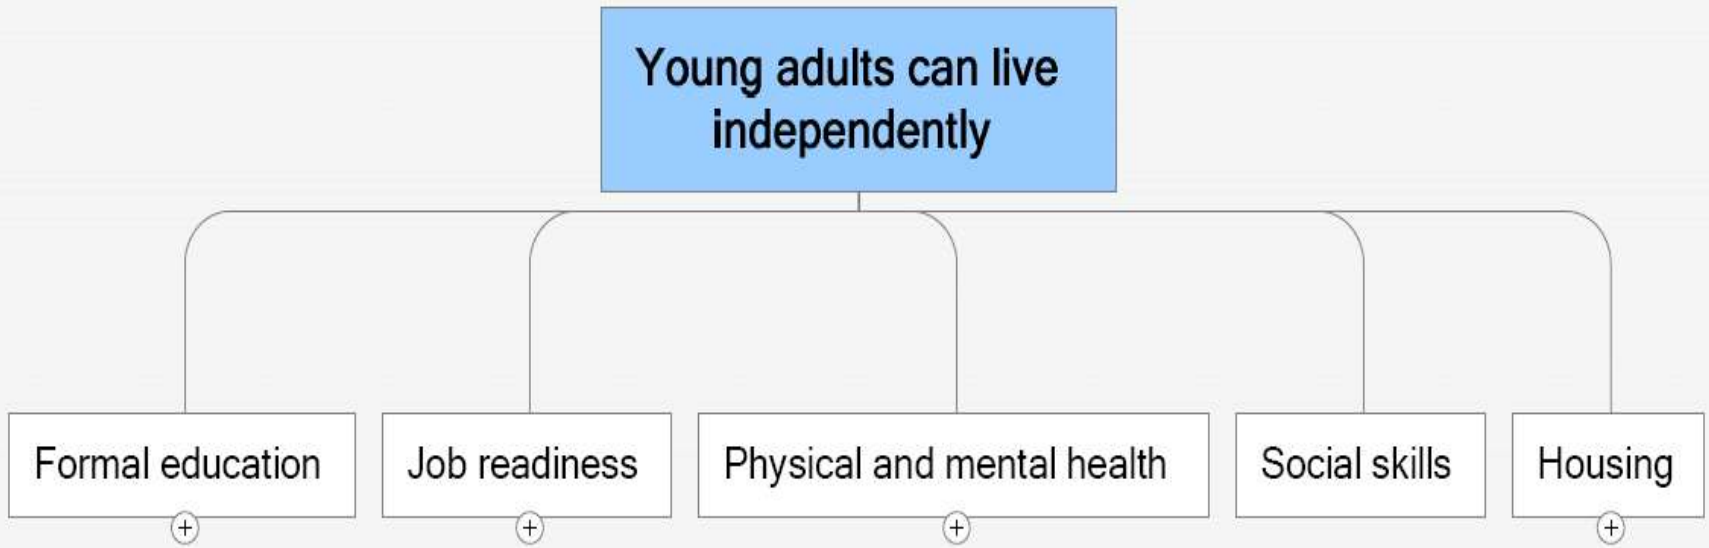 Young adults can live
independently
Formal education
Job readiness
Physical and mental health
Social skills
Housing
+
+
+
+